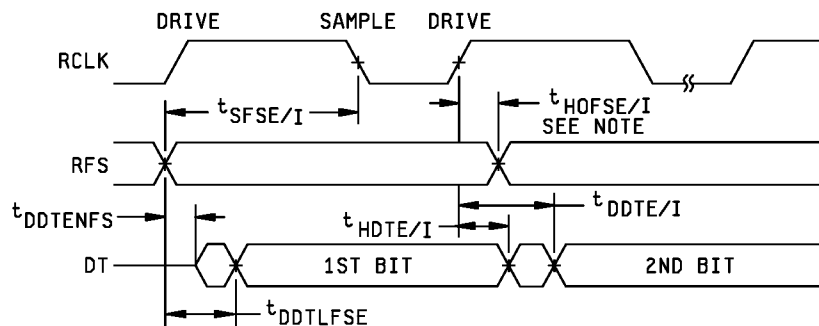 DRIVE SAMPLE DRIVE
RCLK
tSFSE/I
tHOFSE/I
SEE NOTE
RFS
tDDTENFS
tDDTE/I
tHDTE/I
DT
1ST BIT
2ND BIT
tDDTLFSE